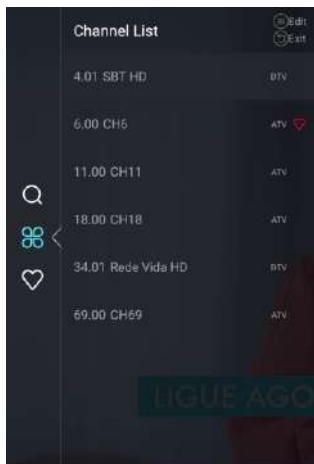 Channel List
Edit
Exit
4.01 SBT HD DTV
6.00 CH6 ATV
11.00 CH11 ATV
18.00 CH18 ATV
34.01 Rede Vida HD DTV
69.00 CH69 ATV
LIGUE AGO